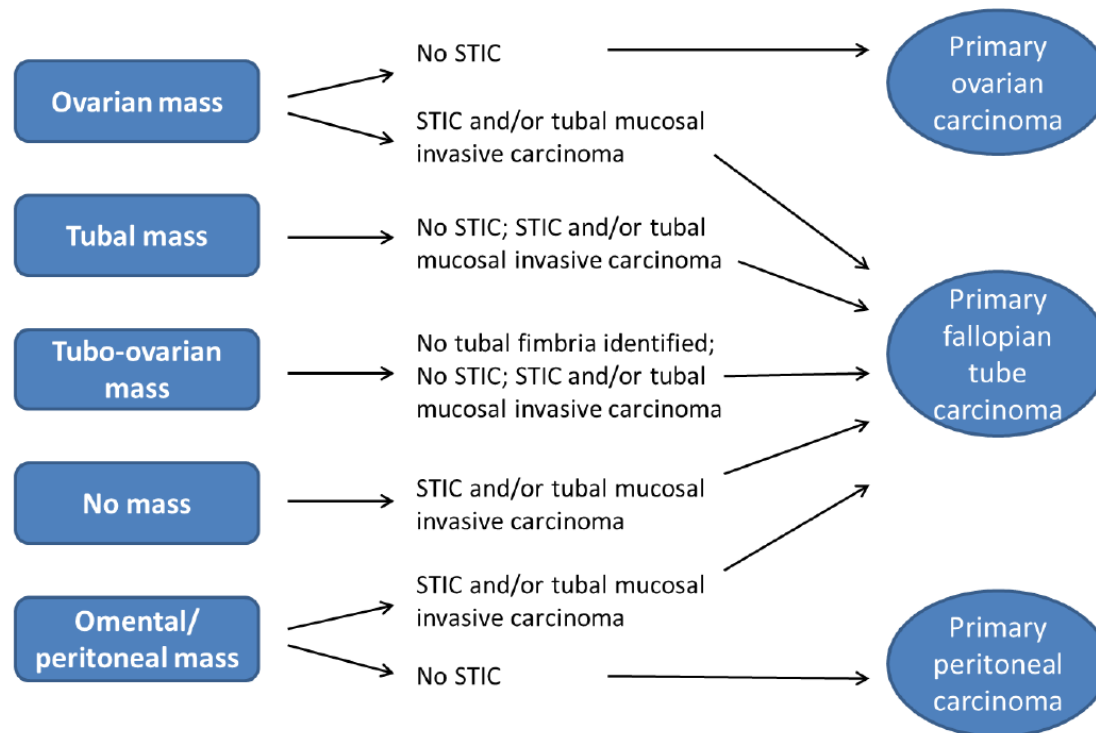 Ovarian mass
No STIC
Primary
ovarian
carcinoma
STIC and/or tubal mucosal
invasive carcinoma
Tubal mass
No STIC; STIC and/or tubal
mucosal invasive carcinoma
Tubo-ovarian
mass
No tubal fimbria identified;
No STIC; STIC and/or tubal
mucosal invasive carcinoma
Primary
fallopian
tube
carcinoma
No mass
STIC and/or tubal mucosal
invasive carcinoma
Omental/
peritoneal mass
STIC and/or tubal mucosal
invasive carcinoma
No STIC
Primary
peritoneal
carcinoma